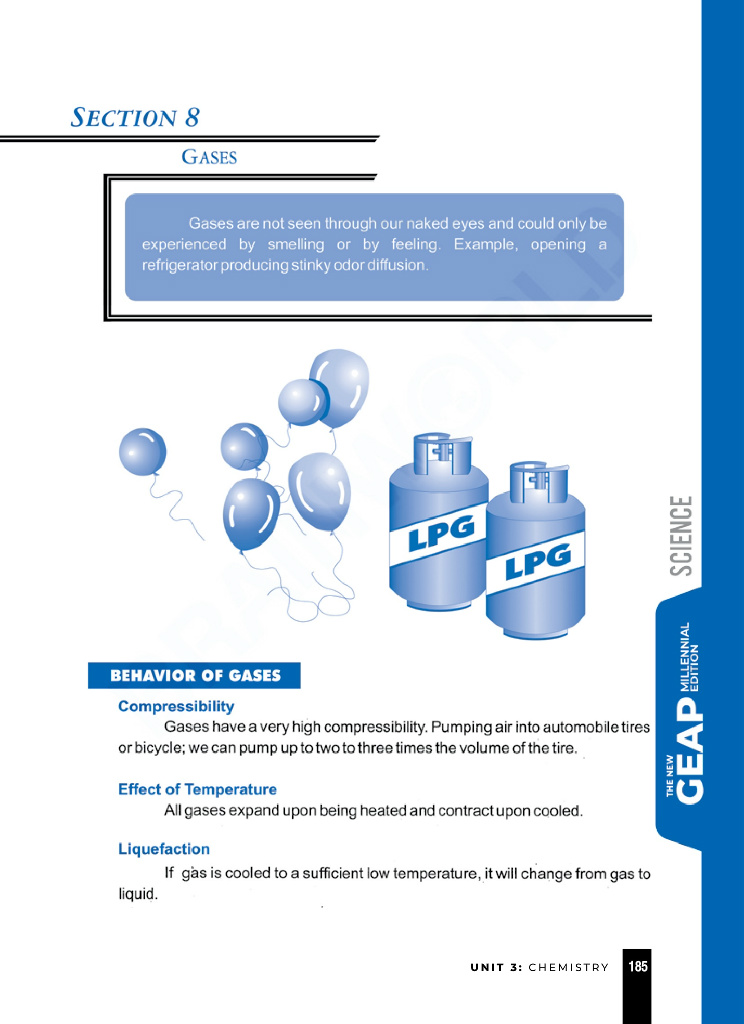 SECTION 8
GASES
Gases are not seen through our naked eyes and could only be
experienced by smelling or by feeling. Example, opening a
refrigerator producing stinky odor diffusion.
LPG
LPG
BEHAVIOR OF GASES
Compressibility
Gases have a very high compressibility. Pumping air into automobile tires
or bicycle; we can pump up to two to three times the volume of the tire.
Effect of Temperature
All gases expand upon being heated and contract upon cooled.
Liquefaction
If gas is cooled to a sufficient low temperature, it will change from gas to
liquid.
SCIENCE
THE NEW
GEAP
MILLENNIAL
EDITION
UNIT 3: CHEMISTRY 185